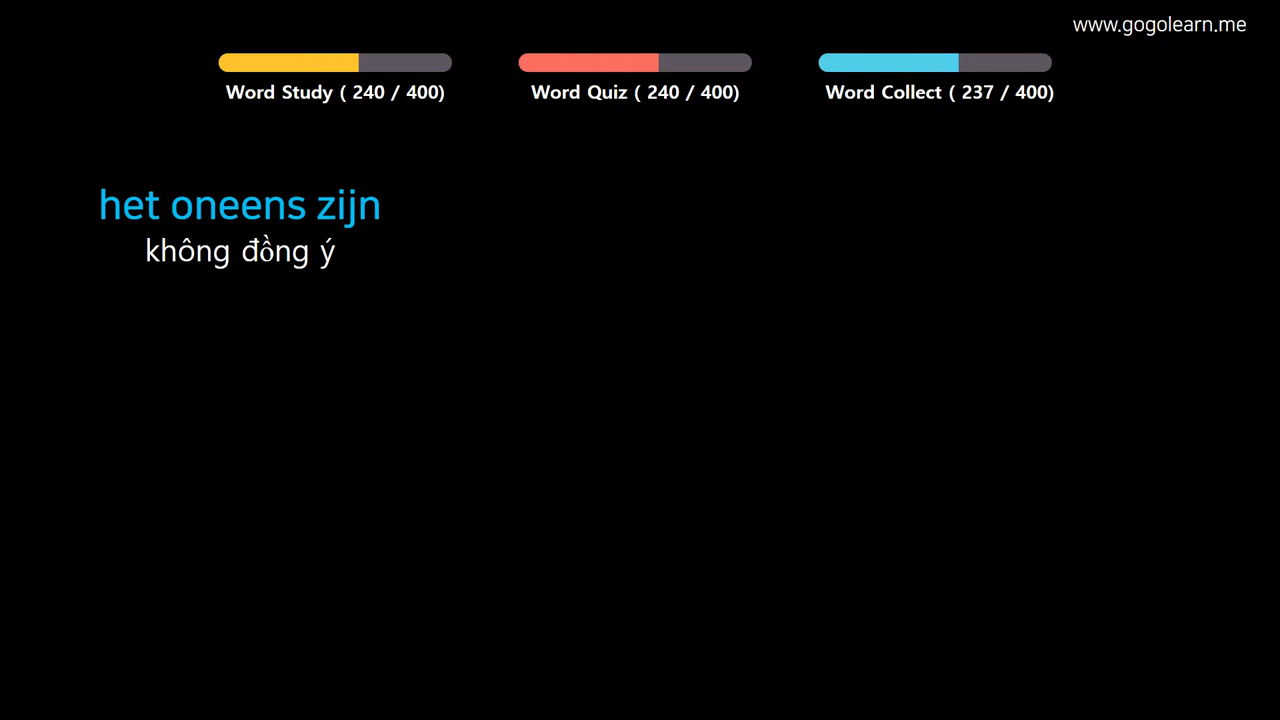 www.gogolearn.me
Word Study ( 240 / 400)
Word Quiz ( 240 / 400)
Word Collect ( 237 / 400)
het oneens zijn
không đồng ý